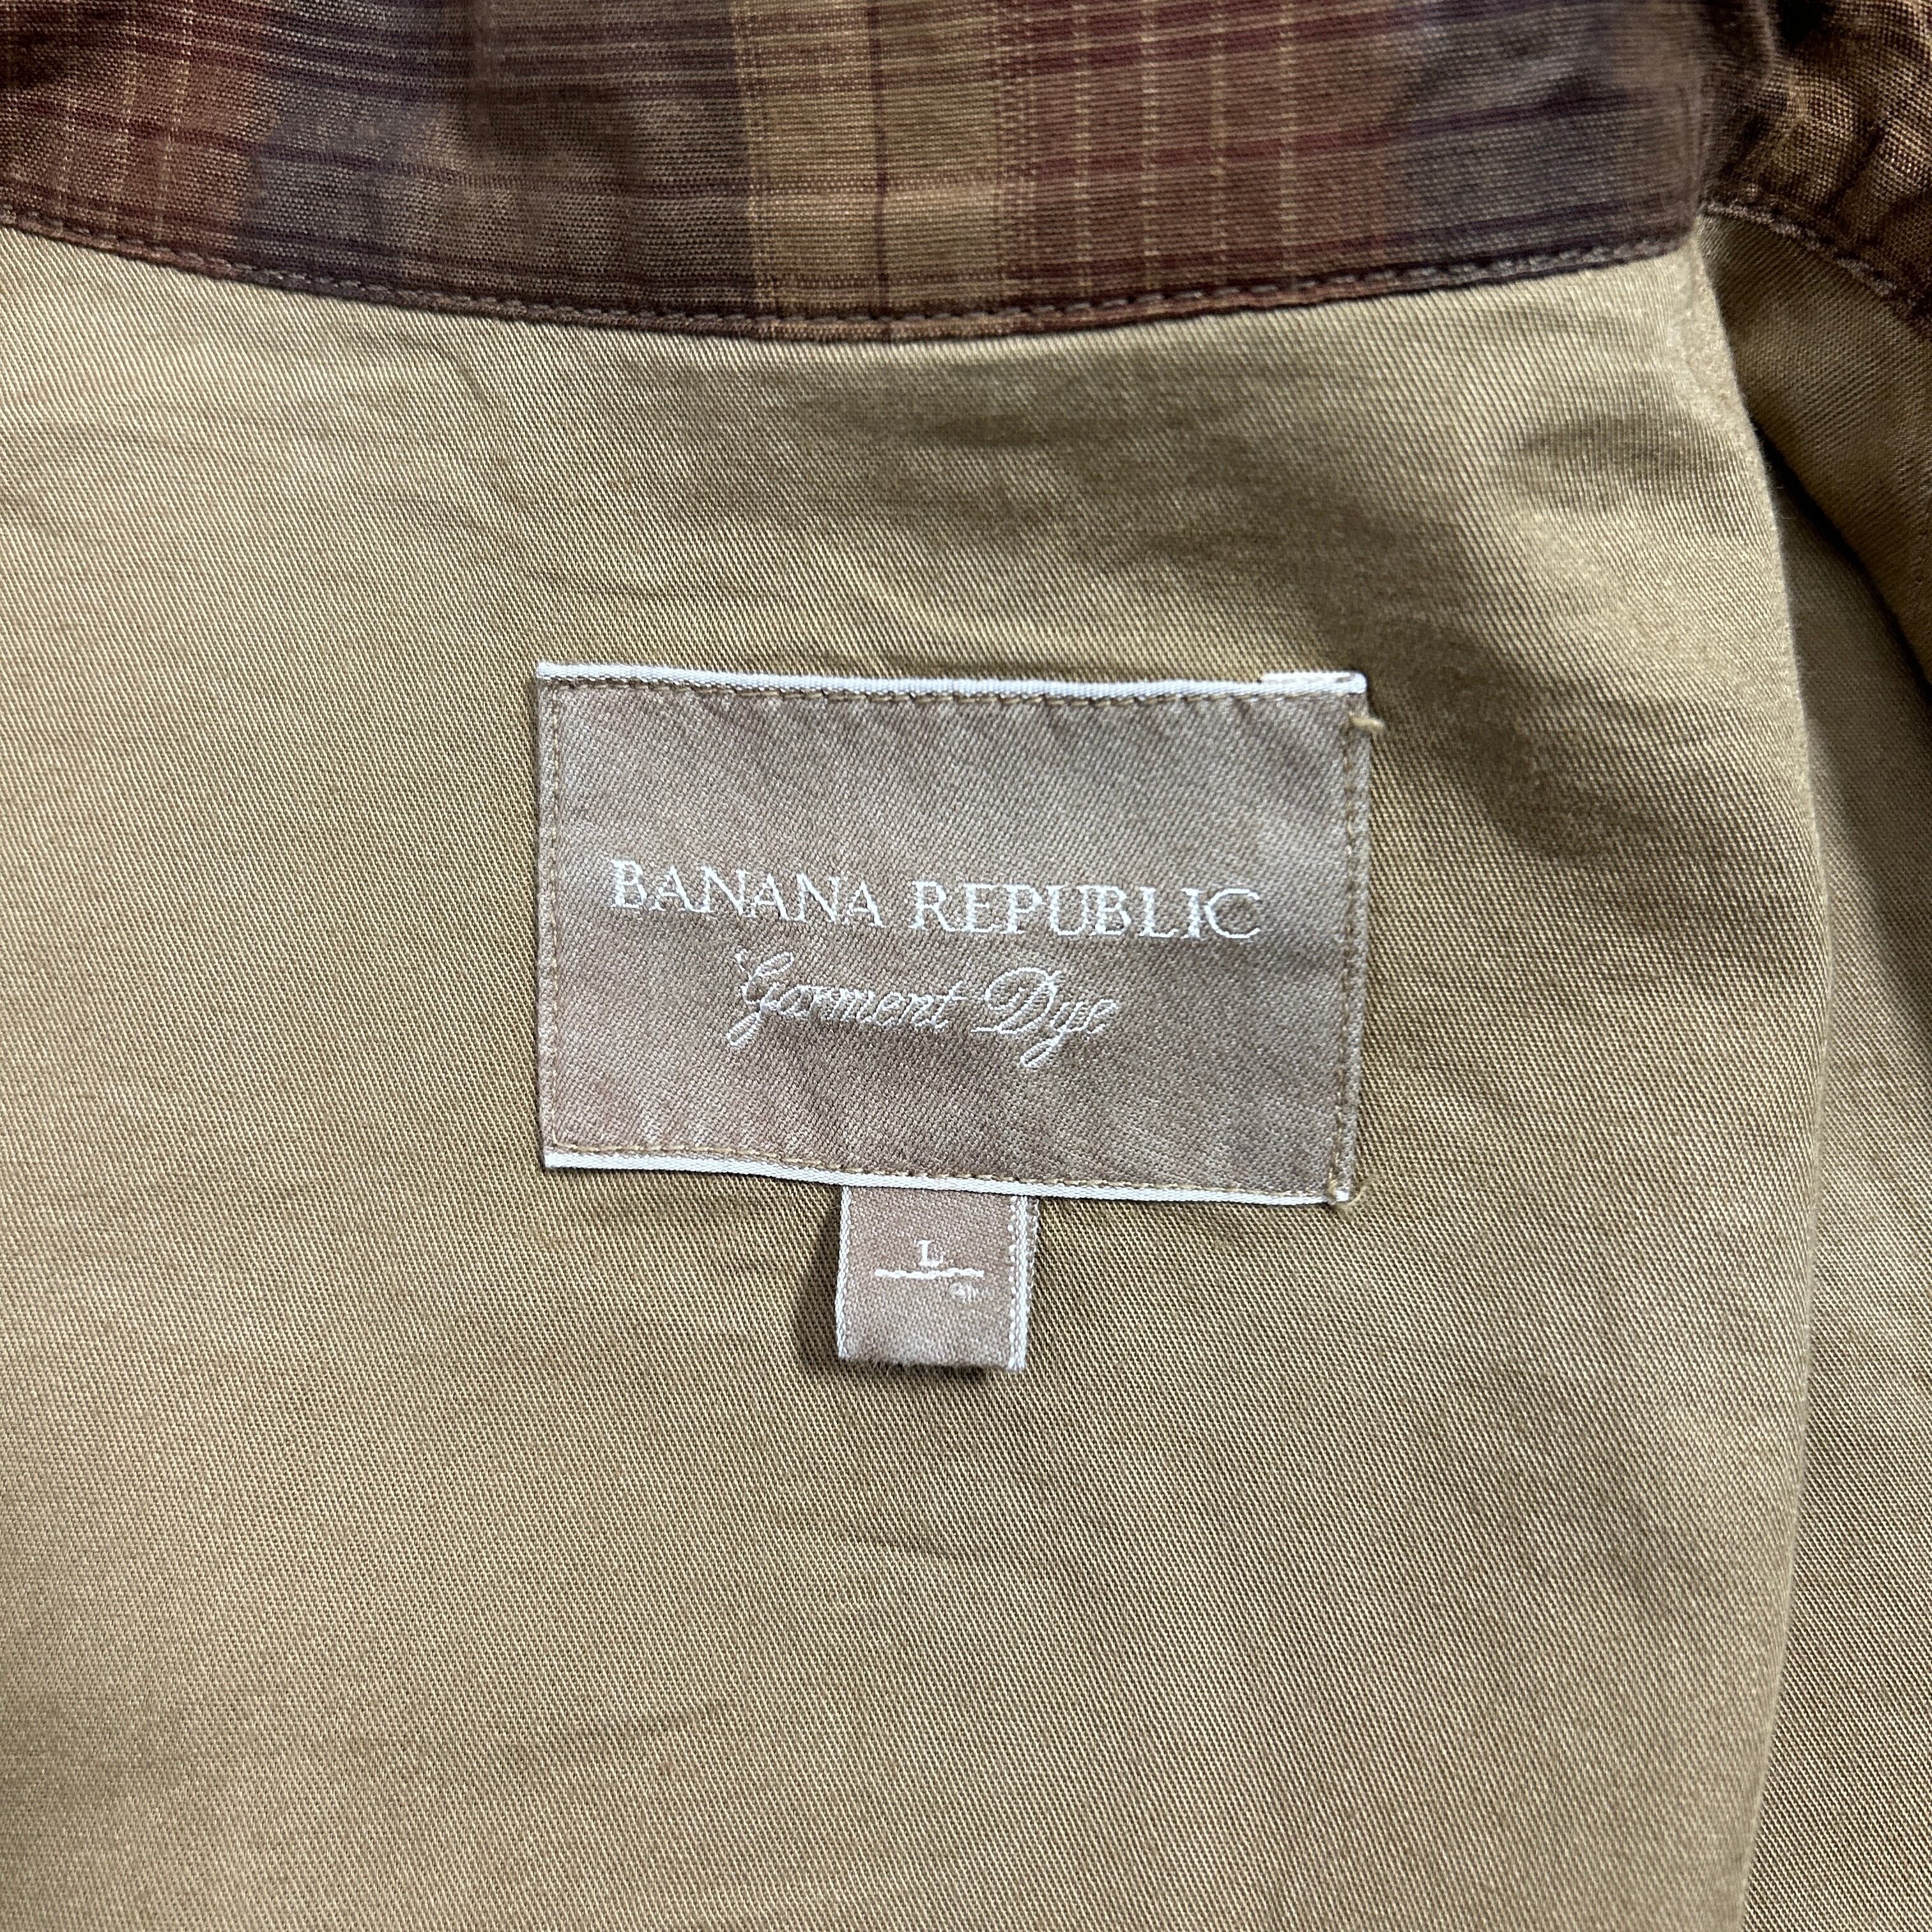 BANANA REPUBLIC
Garment Dye
L